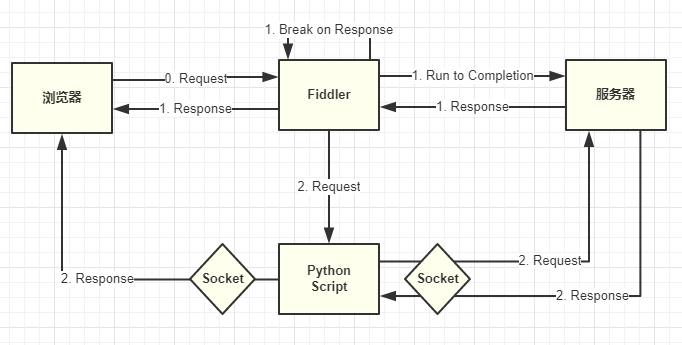 1. Break on Response
浏览器
0. Request
1. Response
Fiddler
1. Run to Completion
1. Response
服务器
2. Request
2. Response
Socket
Python
Script
Socket
2. Request
2. Response